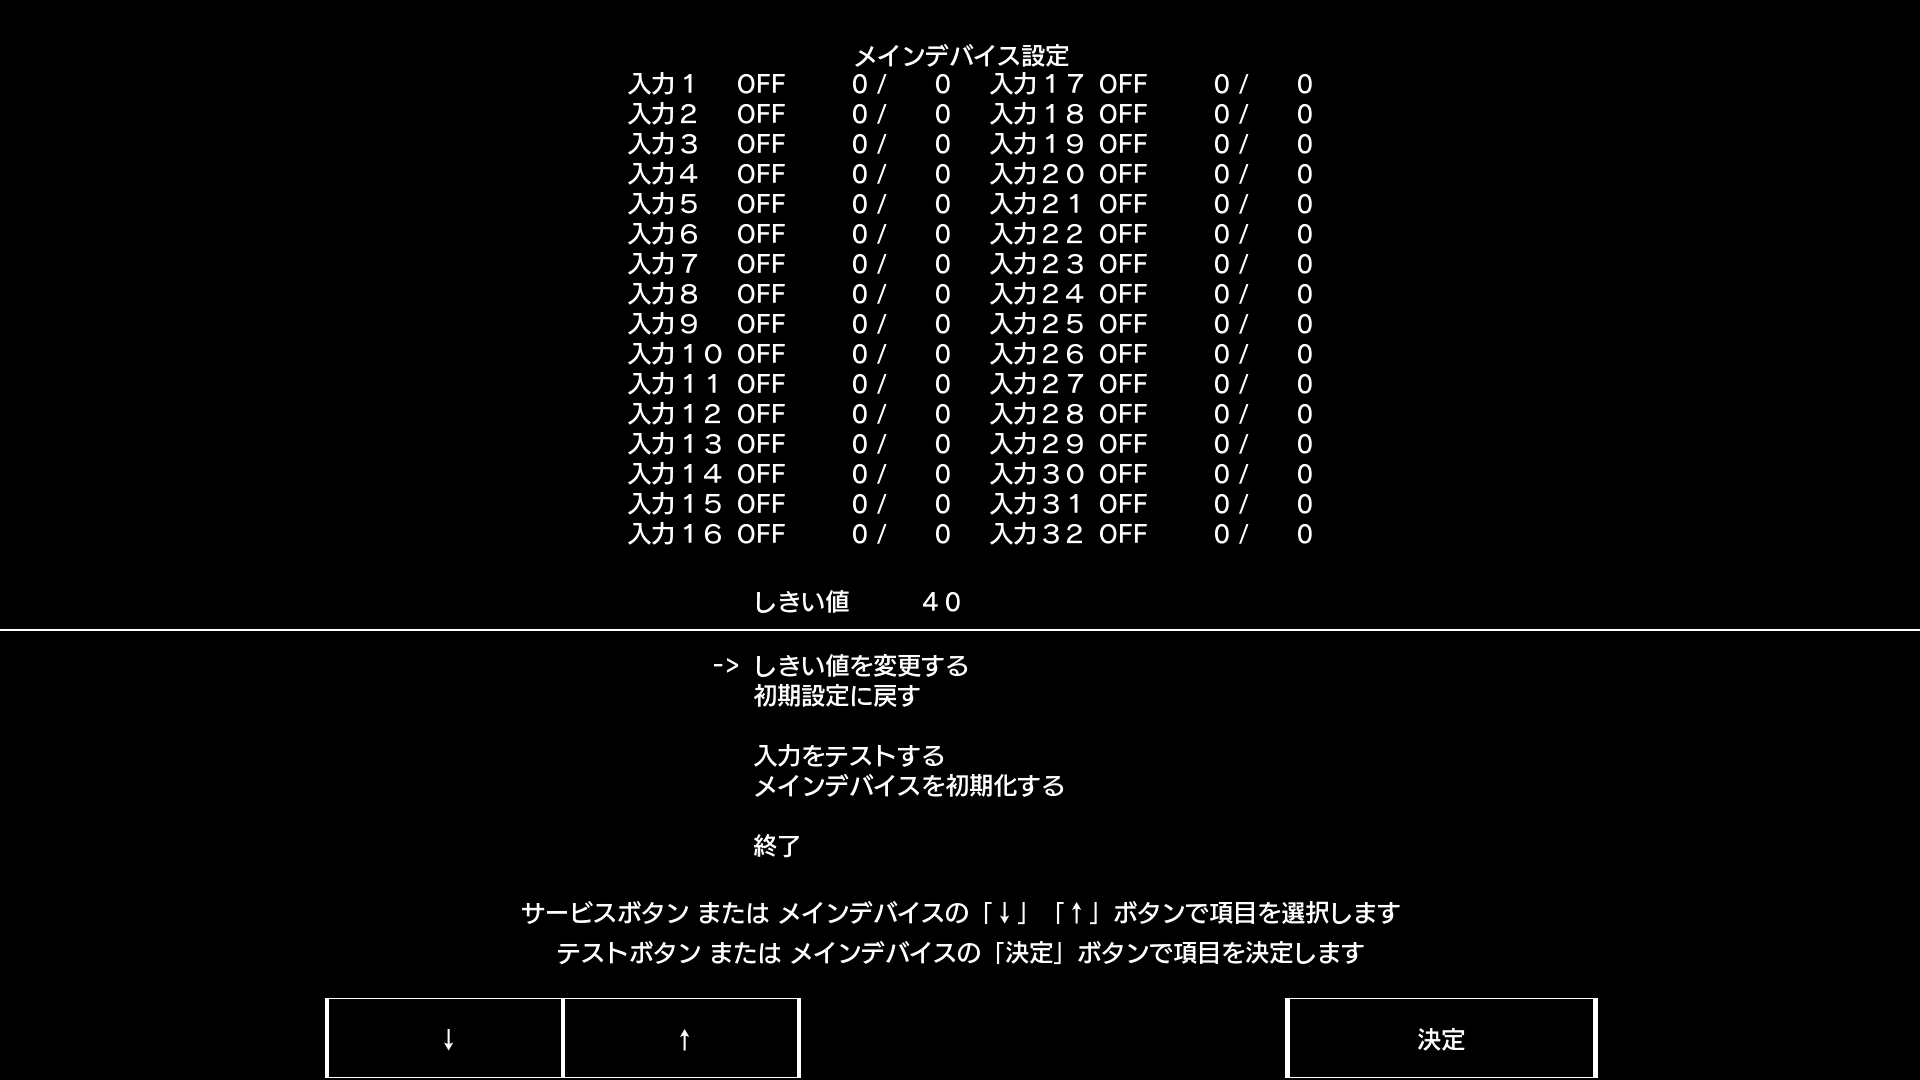 メインデバイス設定
入力１ OFF 0 / 0 入力１７ OFF 0 / 0
入力２ OFF 0 / 0 入力１８ OFF 0 / 0
入力３ OFF 0 / 0 入力１９ OFF 0 / 0
入力４ OFF 0 / 0 入力２０ OFF 0 / 0
入力５ OFF 0 / 0 入力２１ OFF 0 / 0
入力６ OFF 0 / 0 入力２２ OFF 0 / 0
入力７ OFF 0 / 0 入力２３ OFF 0 / 0
入力８ OFF 0 / 0 入力２４ OFF 0 / 0
入力９ OFF 0 / 0 入力２５ OFF 0 / 0
入力１０ OFF 0 / 0 入力２６ OFF 0 / 0
入力１１ OFF 0 / 0 入力２７ OFF 0 / 0
入力１２ OFF 0 / 0 入力２８ OFF 0 / 0
入力１３ OFF 0 / 0 入力２９ OFF 0 / 0
入力１４ OFF 0 / 0 入力３０ OFF 0 / 0
入力１５ OFF 0 / 0 入力３１ OFF 0 / 0
入力１６ OFF 0 / 0 入力３２ OFF 0 / 0
しきい値 ４０
-> しきい値を変更する
初期設定に戻す
入力をテストする
メインデバイスを初期化する
終了
サービスボタン または メインデバイスの「↓」「↑」ボタンで項目を選択します
テストボタン または メインデバイスの「決定」ボタンで項目を決定します
↓ ↑ 決定